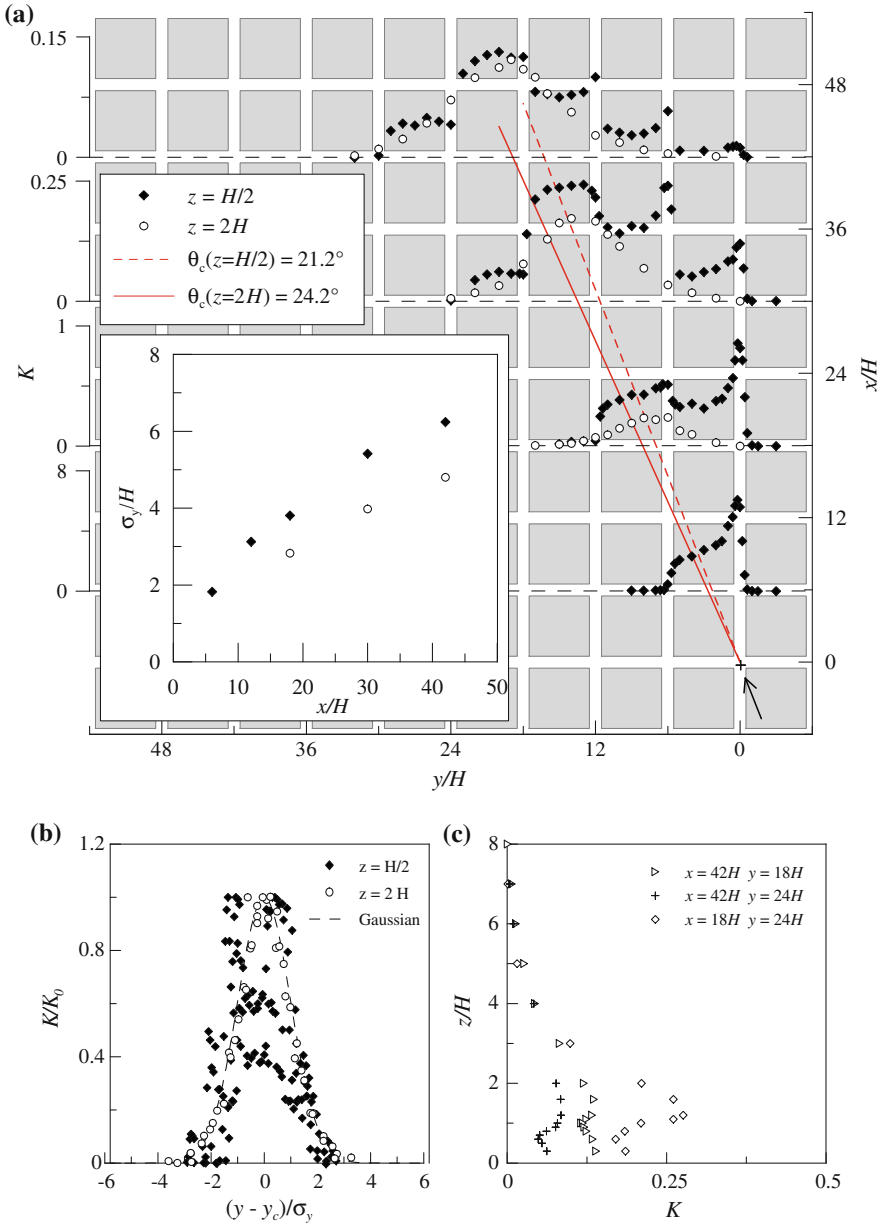 (a)
0.15
0
0.25
0
1
0
8
0
K
48
36
24
12
0
x/H
z = H/2
z = 2H
θc(z=H/2) = 21.2°
θc(z=2H) = 24.2°
8
6
4
2
0
σy/H
0 10 20 30 40 50
x/H
48 36 24 12 0
y/H
(b)
1.2
0.8
0.4
0
K/K0
z = H/2
z = 2 H
Gaussian
-6 -4 -2 0 2 4 6
(y - yc)/σy
(c)
8
6
4
2
0
z/H
x = 42H y = 18H
x = 42H y = 24H
x = 18H y = 24H
0 0.25 0.5
K